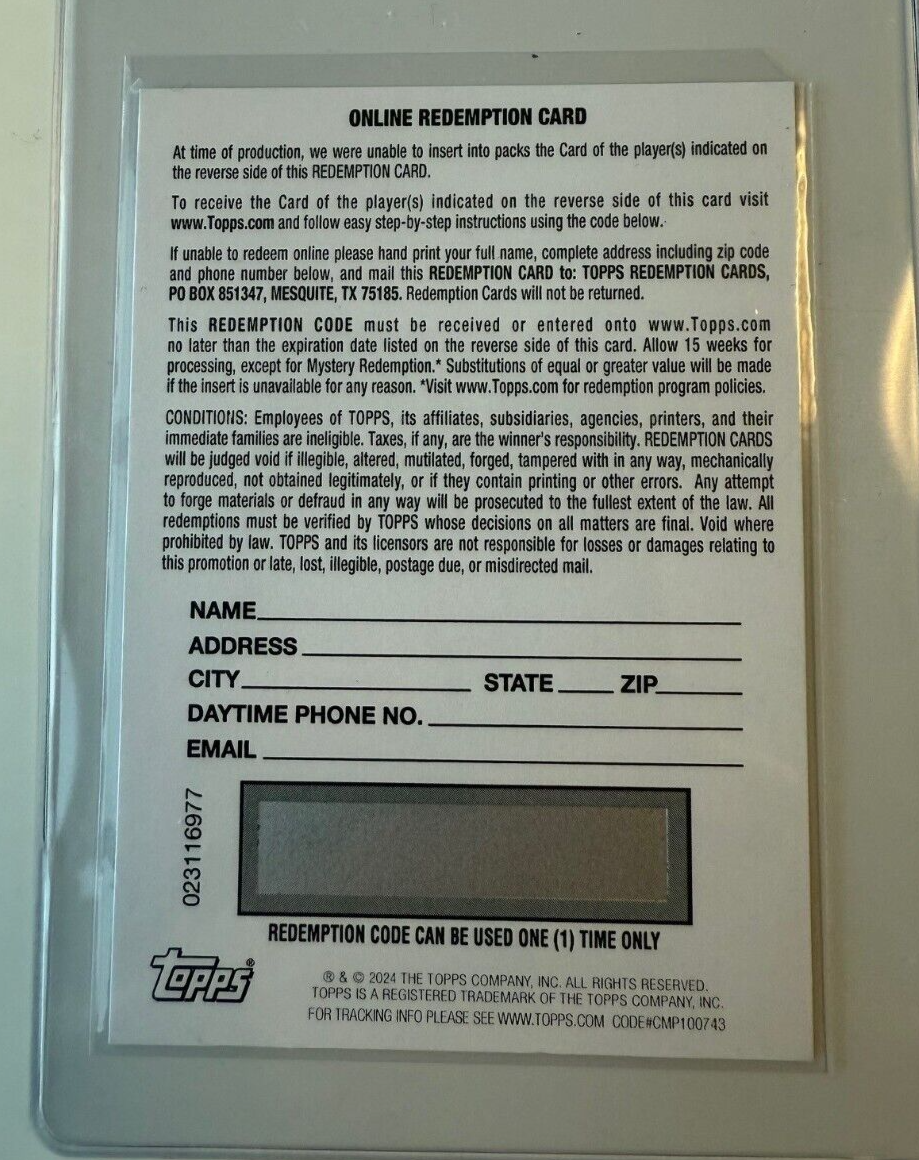 ONLINE REDEMPTION CARD
At time of production, we were unable to insert into packs the Card of the player(s) indicated on
the reverse side of this REDEMPTION CARD.
To receive the Card of the player(s) indicated on the reverse side of this card visit
www.Topps.com and follow easy step-by-step instructions using the code below.
If unable to redeem online please hand print your full name, complete address including zip code
and phone number below, and mail this REDEMPTION CARD to: TOPPS REDEMPTION CARDS,
PO BOX 851347, MESQUITE, TX 75185. Redemption Cards will not be returned.
This REDEMPTION CODE must be received or entered onto www.Topps.com
no later than the expiration date listed on the reverse side of this card. Allow 15 weeks for
processing, except for Mystery Redemption.* Substitutions of equal or greater value will be made
if the insert is unavailable for any reason. *Visit www.Topps.com for redemption program policies.
CONDITIONS: Employees of TOPPS, its affiliates, subsidiaries, agencies, printers, and their
immediate families are ineligible. Taxes, if any, are the winner's responsibility. REDEMPTION CARDS
will be judged void if illegible, altered, mutilated, forged, tampered with in any way, mechanically
reproduced, not obtained legitimately, or if they contain printing or other errors. Any attempt
to forge materials or defraud in any way will be prosecuted to the fullest extent of the law. All
redemptions must be verified by TOPPS whose decisions on all matters are final. Void where
prohibited by law. TOPPS and its licensors are not responsible for losses or damages relating to
this promotion or late, lost, illegible, postage due, or misdirected mail.
NAME
ADDRESS
CITY STATE ZIP
DAYTIME PHONE NO.
EMAIL
023116977
REDEMPTION CODE CAN BE USED ONE (1) TIME ONLY
Topps®
® & © 2024 THE TOPPS COMPANY, INC. ALL RIGHTS RESERVED.
TOPPS IS A REGISTERED TRADEMARK OF THE TOPPS COMPANY, INC.
FOR TRACKING INFO PLEASE SEE WWW.TOPPS.COM CODE#CMP100743